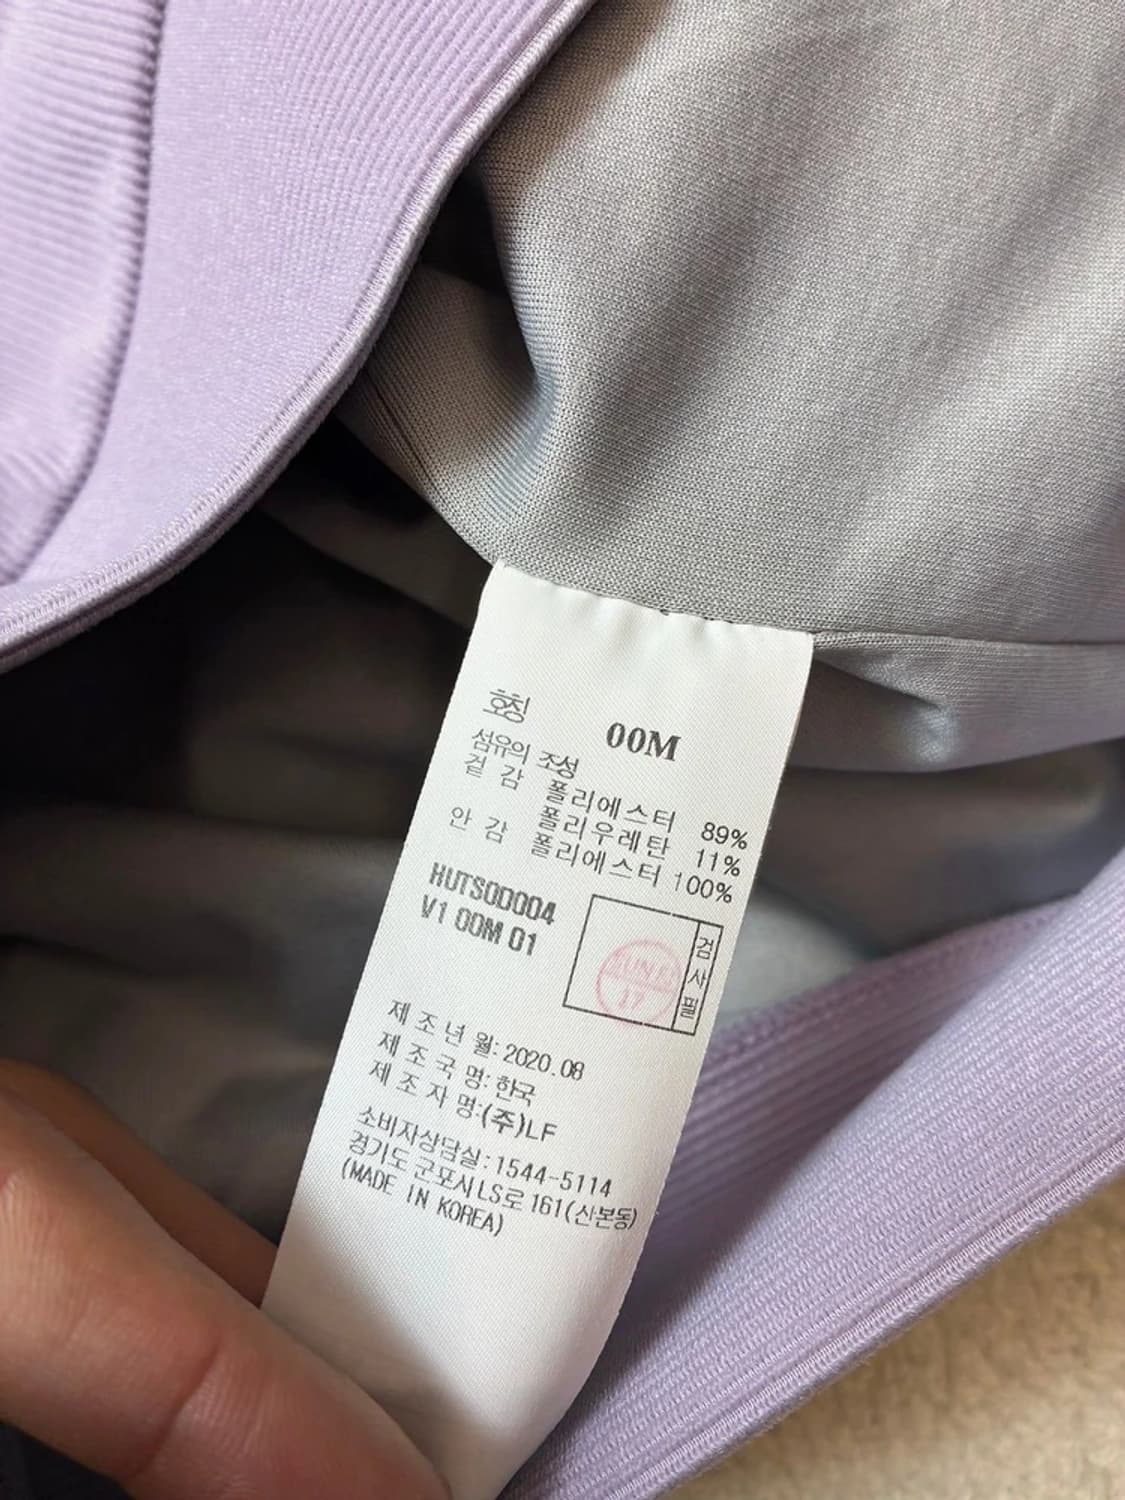 호칭 00M
섬유의 조성
겉 감 폴리에스터 89%
폴리우레탄 11%
안 감 폴리에스터 100%
HUTS0D004
V1 00M 01
검사필
17
제 조 년 월: 2020.08
제 조 국 명: 한국
제 조 자 명:(주)LF
소비자상담실:1544-5114
경기도 군포시 LS로 161(산본동)
(MADE IN KOREA)